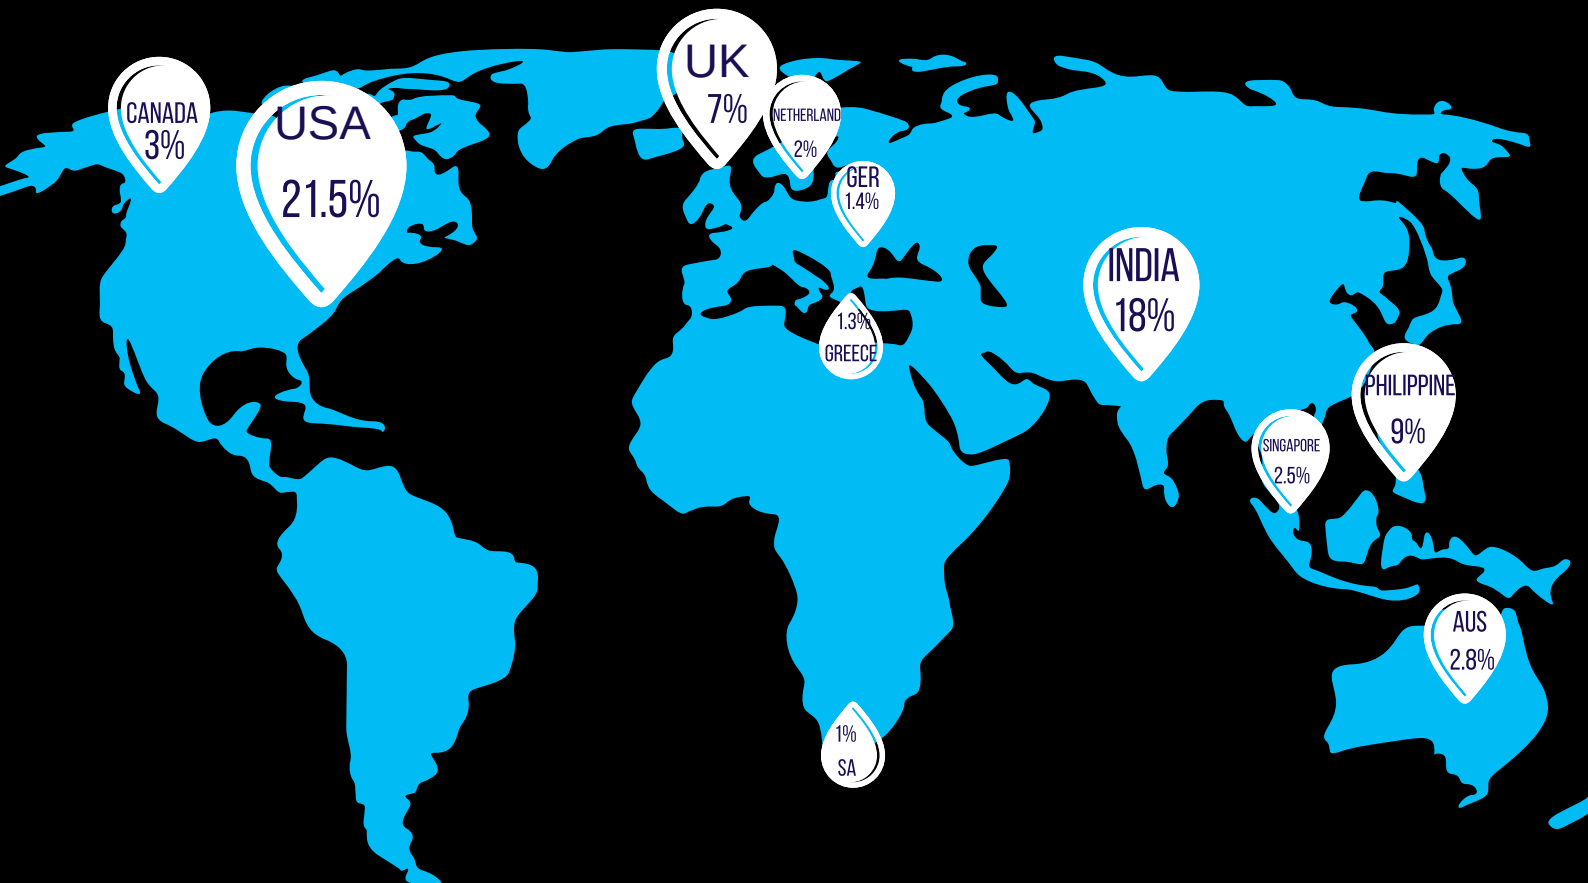 CANADA
3%
USA
21.5%
UK
7%
NETHERLAND
2%
GER
1.4%
1.3%
GREECE
INDIA
18%
PHILIPPINE
9%
SINGAPORE
2.5%
AUS
2.8%
1%
SA